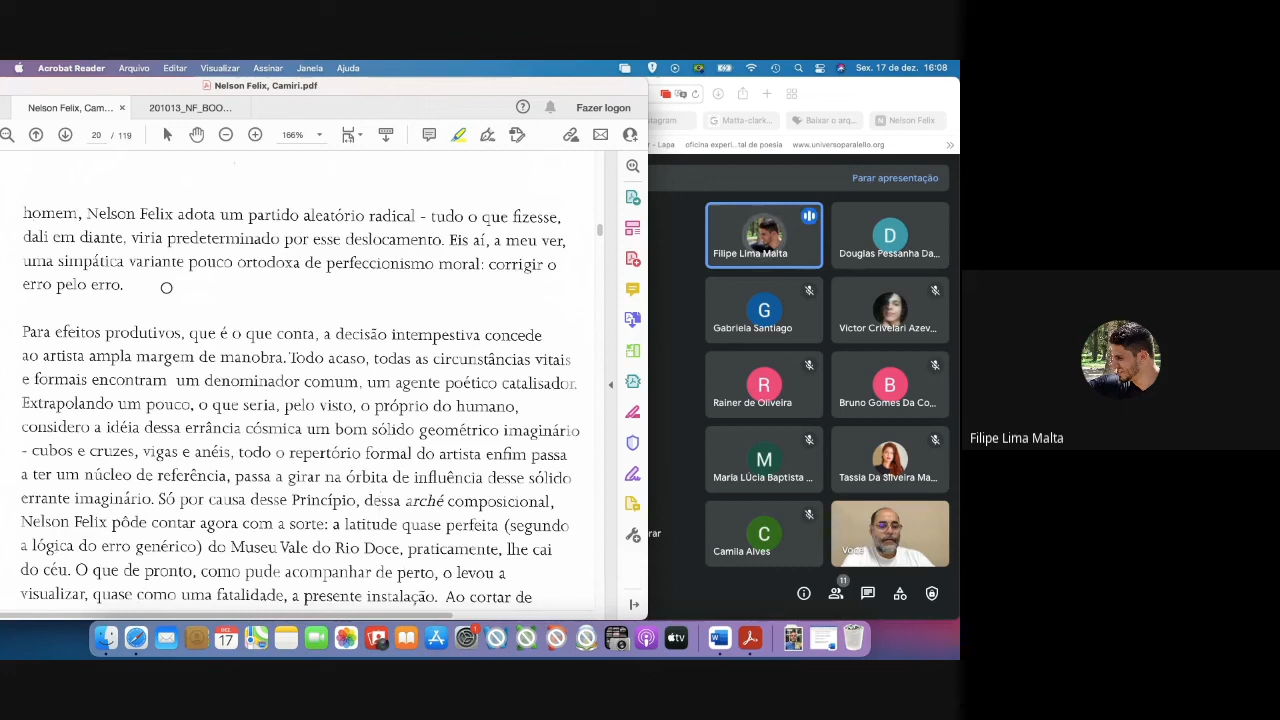 Acrobat Reader Arquivo Editar Visualizar Assinar Janela Ajuda
Sex. 17 de dez. 16:08
Nelson Felix, Camiri.pdf
Nelson Felix, Cam... × 201013_NF_BOO...
Fazer logon
20 / 119
166%
homem, Nelson Felix adota um partido aleatório radical - tudo o que fizesse,
dali em diante, viria predeterminado por esse deslocamento. Eis aí, a meu ver,
uma simpática variante pouco ortodoxa de perfeccionismo moral: corrigir o
erro pelo erro.
Para efeitos produtivos, que é o que conta, a decisão intempestiva concede
ao artista ampla margem de manobra. Todo acaso, todas as circunstâncias vitais
e formais encontram um denominador comum, um agente poético catalisador.
Extrapolando um pouco, o que seria, pelo visto, o próprio do humano,
considero a idéia dessa errância cósmica um bom sólido geométrico imaginário
- cubos e cruzes, vigas e anéis, todo o repertório formal do artista enfim passa
a ter um núcleo de referência, passa a girar na órbita de influência desse sólido
errante imaginário. Só por causa desse Princípio, dessa arché composicional,
Nelson Felix pôde contar agora com a sorte: a latitude quase perfeita (segundo
a lógica do erro genérico) do Museu Vale do Rio Doce, praticamente, lhe cai
do céu. O que de pronto, como pude acompanhar de perto, o levou a
visualizar, quase como uma fatalidade, a presente instalação. Ao cortar de
stagram Matta-clark... Baixar o arq... Nelson Felix
r - Lapa oficina experi...tal de poesia www.universoparalello.org
Parar apresentação
Filipe Lima Malta
D
Douglas Pessanha Da...
G
Gabriela Santiago
Victor Crivelari Azev...
R
Rainer de Oliveira
B
Bruno Gomes Da Co...
M
Maria LÚcia Baptista ...
Tassia Da Silveira Ma...
rar
C
Camila Alves
Você
11
DEZ
17
tv
Filipe Lima Malta